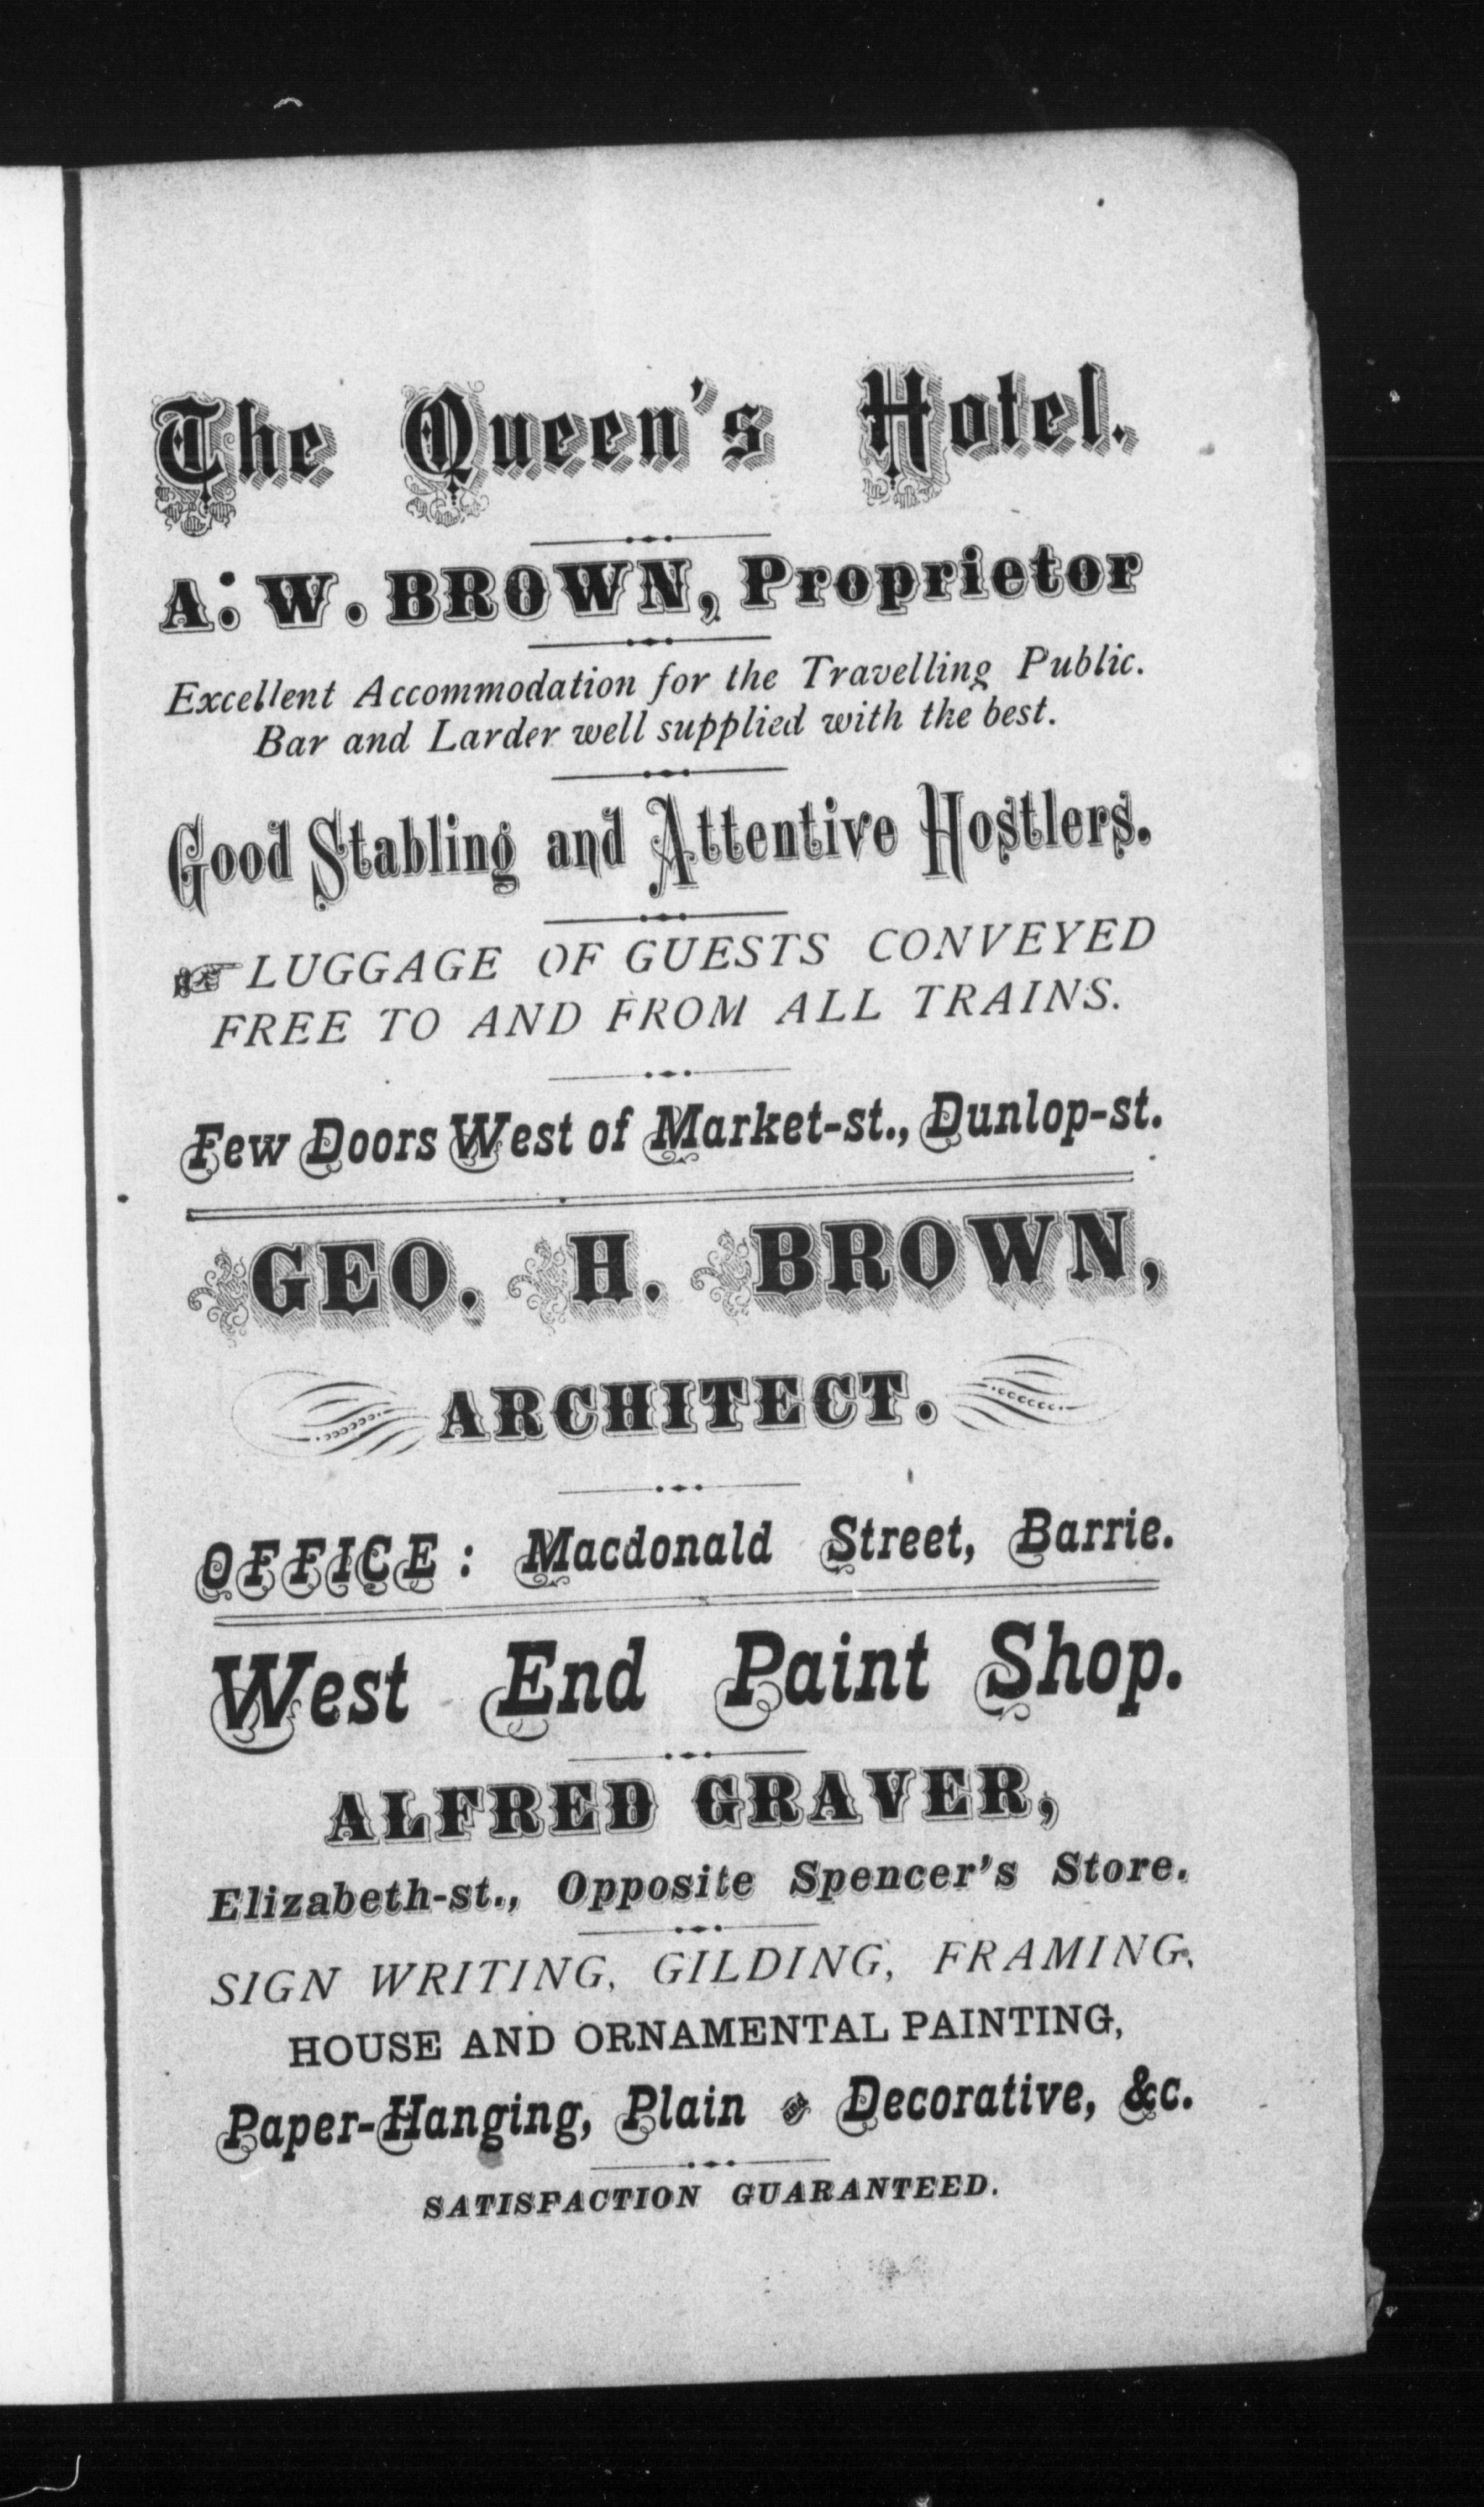 The Queen's Hotel.
A. W. BROWN, Proprietor
Excellent Accommodation for the Travelling Public.
Bar and Larder well supplied with the best.
Good Stabling and Attentive Hostlers.
☞ LUGGAGE OF GUESTS CONVEYED
FREE TO AND FROM ALL TRAINS.
Few Doors West of Market-st., Dunlop-st.
GEO. H. BROWN,
ARCHITECT.
OFFICE: Macdonald Street, Barrie.
West End Paint Shop.
ALFRED GRAVER,
Elizabeth-st., Opposite Spencer's Store.
SIGN WRITING, GILDING, FRAMING,
HOUSE AND ORNAMENTAL PAINTING,
Paper-Hanging, Plain & Decorative, &c.
SATISFACTION GUARANTEED.